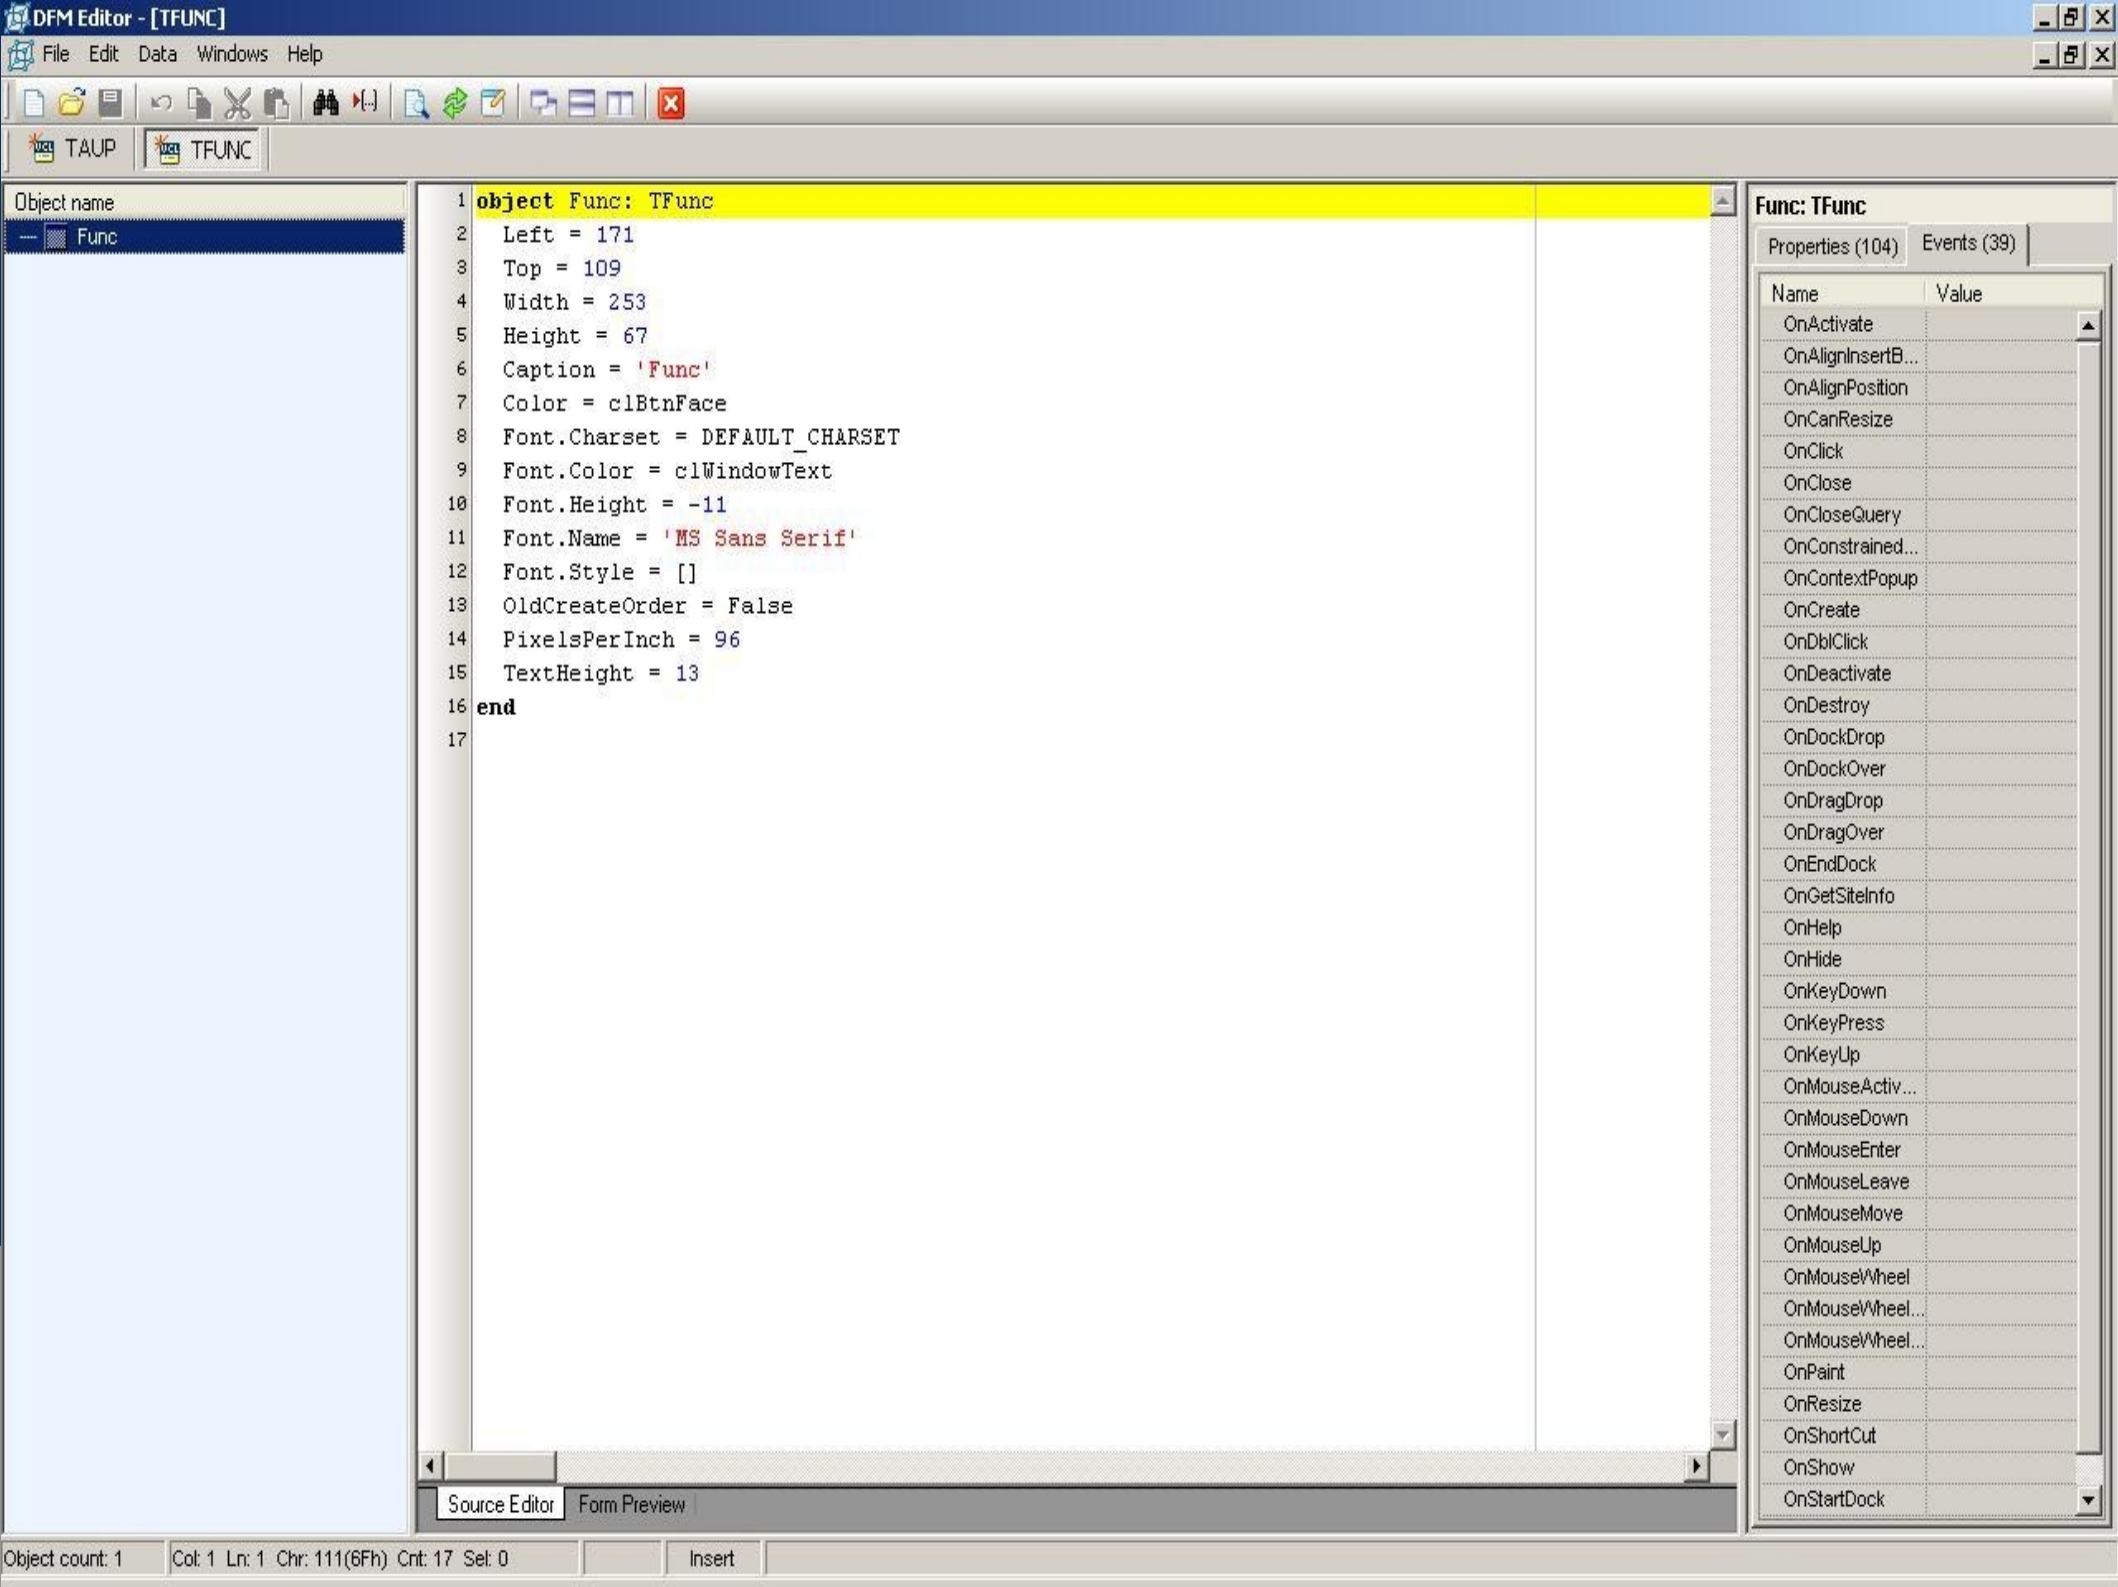 DFM Editor - [TFUNC]
File Edit Data Windows Help
TAUP TFUNC
Object name
Func
1 object Func: TFunc
2 Left = 171
3 Top = 109
4 Width = 253
5 Height = 67
6 Caption = 'Func'
7 Color = clBtnFace
8 Font.Charset = DEFAULT_CHARSET
9 Font.Color = clWindowText
10 Font.Height = -11
11 Font.Name = 'MS Sans Serif'
12 Font.Style = []
13 OldCreateOrder = False
14 PixelsPerInch = 96
15 TextHeight = 13
16 end
17
Source Editor Form Preview
Func: TFunc
Properties (104) Events (39)
Name Value
OnActivate
OnAlignInsertB...
OnAlignPosition
OnCanResize
OnClick
OnClose
OnCloseQuery
OnConstrained...
OnContextPopup
OnCreate
OnDblClick
OnDeactivate
OnDestroy
OnDockDrop
OnDockOver
OnDragDrop
OnDragOver
OnEndDock
OnGetSiteInfo
OnHelp
OnHide
OnKeyDown
OnKeyPress
OnKeyUp
OnMouseActiv...
OnMouseDown
OnMouseEnter
OnMouseLeave
OnMouseMove
OnMouseUp
OnMouseWheel
OnMouseWheel...
OnMouseWheel...
OnPaint
OnResize
OnShortCut
OnShow
OnStartDock
Object count: 1 Col: 1 Ln: 1 Chr: 111(6Fh) Cnt: 17 Sel: 0 Insert